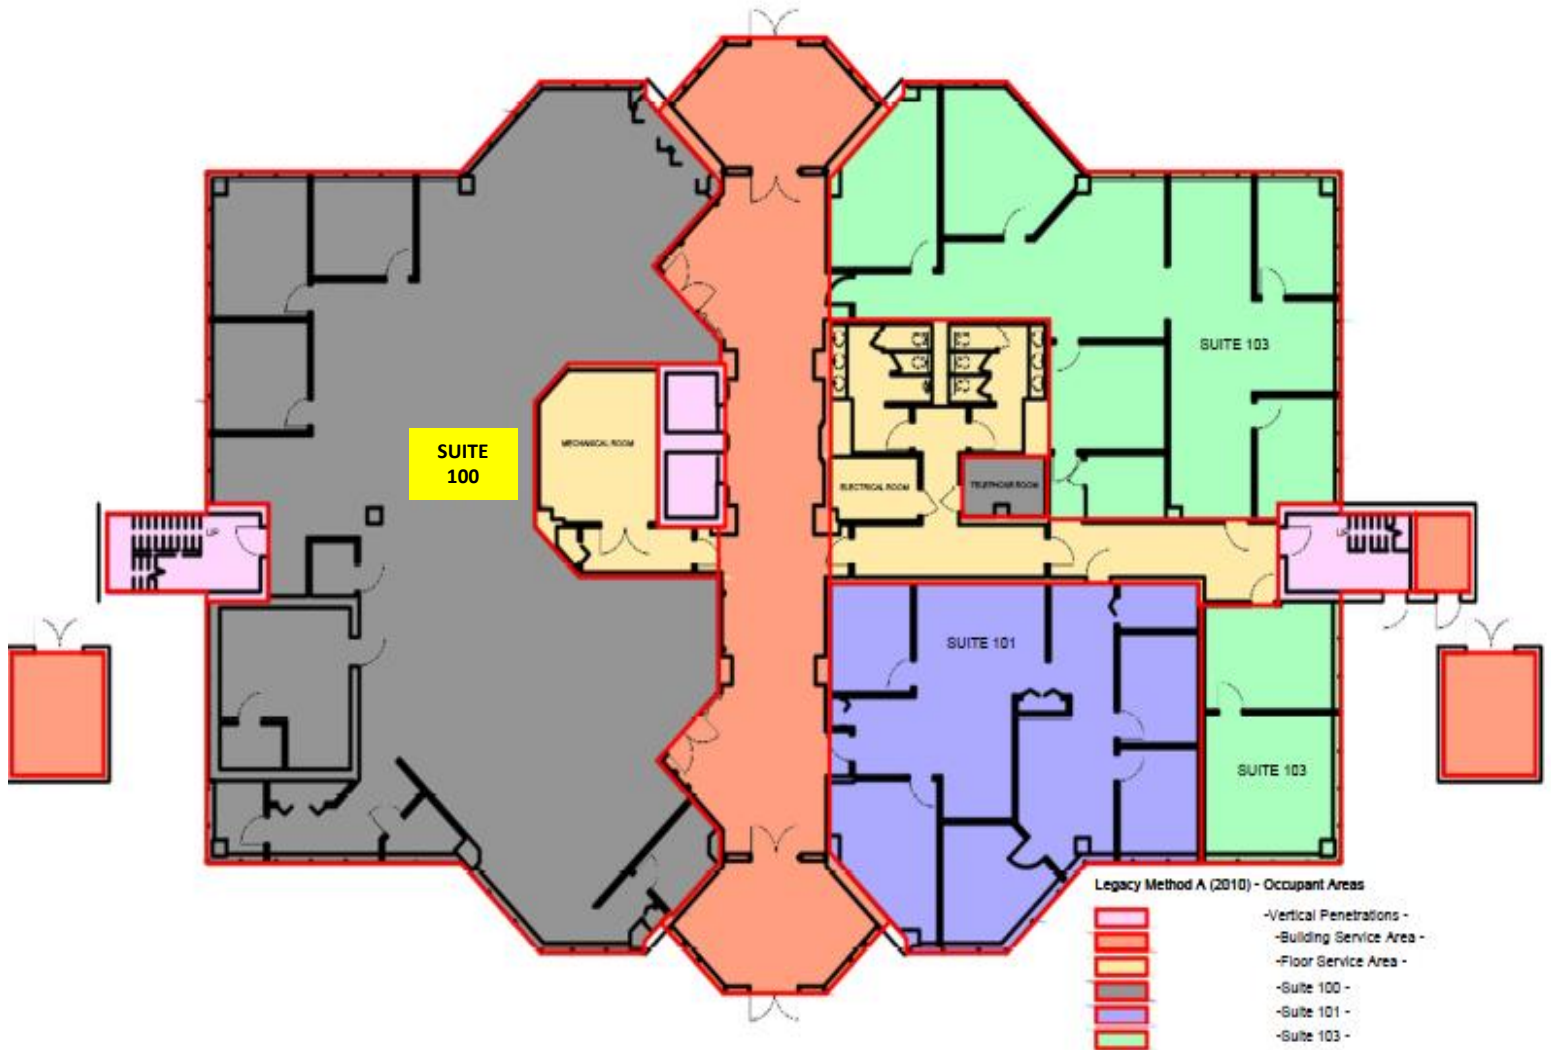 SUITE 103
SUITE
100
MECHANICAL ROOM
ELECTRICAL ROOM
TELEPHONE ROOM
UP
UP
SUITE 101
SUITE 103
Legacy Method A (2010) - Occupant Areas
-Vertical Penetrations -
-Building Service Area -
-Floor Service Area -
-Suite 100 -
-Suite 101 -
-Suite 103 -